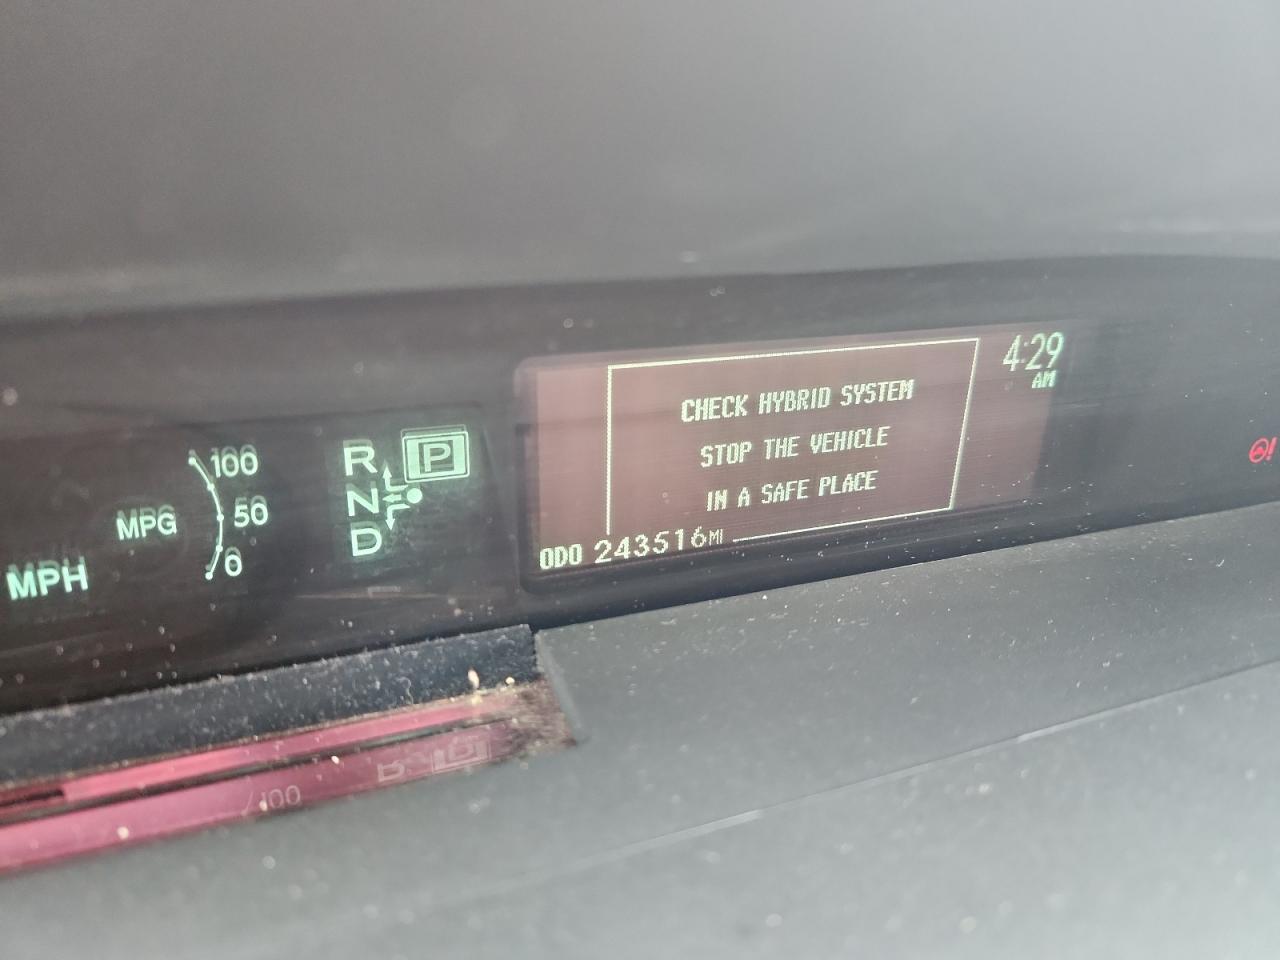 100
MPG 50
0
MPH
R P
N
D
4:29
AM
CHECK HYBRID SYSTEM
STOP THE VEHICLE
IN A SAFE PLACE
ODO 243516MI
!
/100